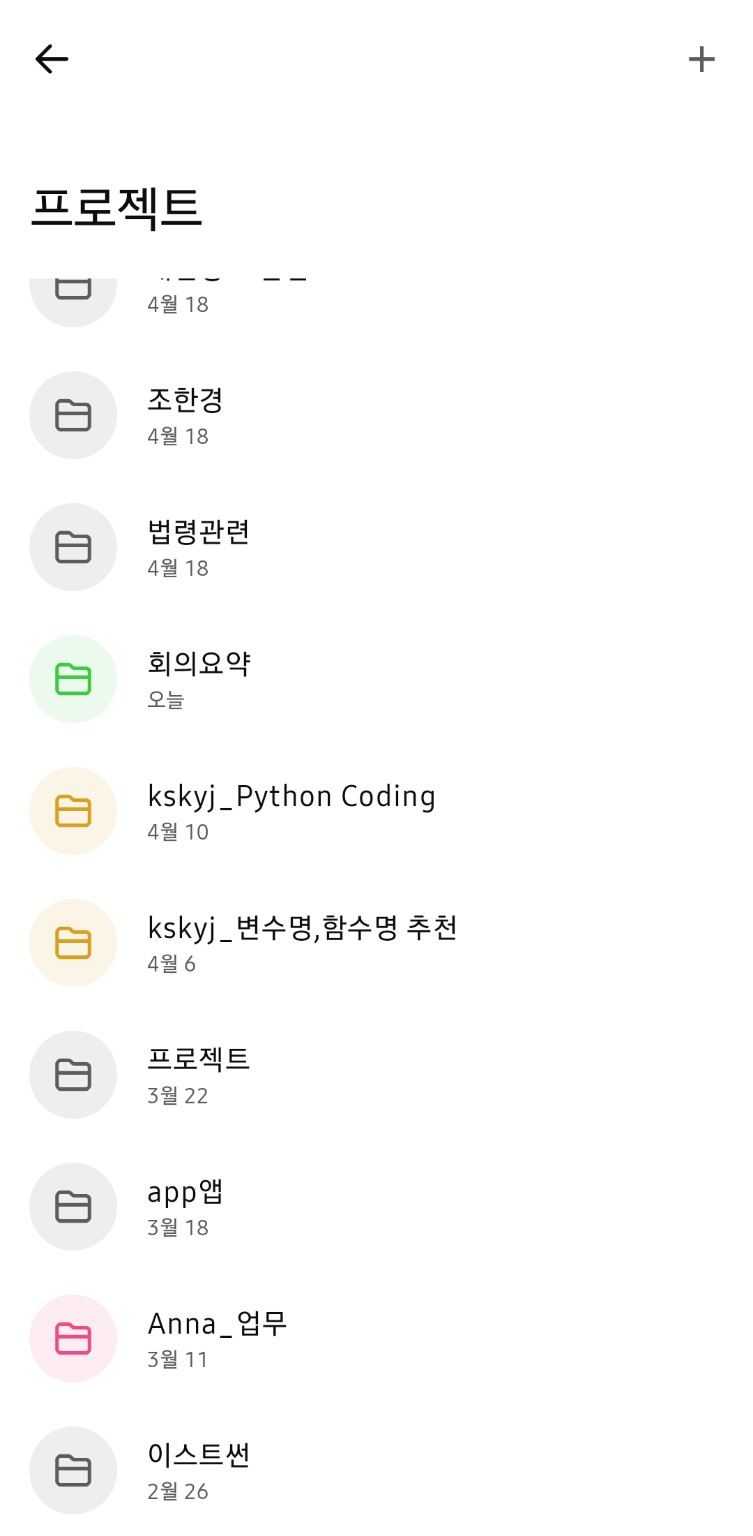 프로젝트
4월 18
조한경
4월 18
법령관련
4월 18
회의요약
오늘
kskyj_Python Coding
4월 10
kskyj_변수명,함수명 추천
4월 6
프로젝트
3월 22
app앱
3월 18
Anna_업무
3월 11
이스트썬
2월 26